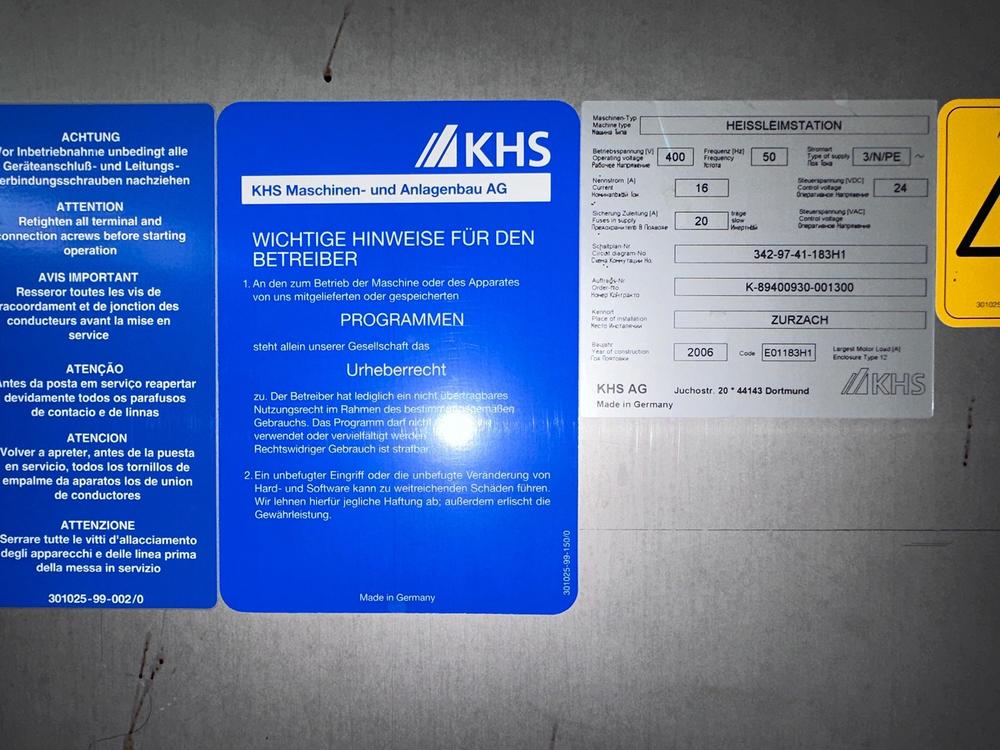 ACHTUNG
Vor Inbetriebnahme unbedingt alle
Geräteanschluß- und Leitungs-
verbindungsschrauben nachziehen
ATTENTION
Retighten all terminal and
connection acrews before starting
operation
AVIS IMPORTANT
Resseror toutes les vis de
raccordament et de jonction des
conducteurs avant la mise en
service
ATENÇÃO
Antes da posta em serviço reapertar
devidamente todos os parafusos
de contacio e de linnas
ATENCION
Volver a apreter, antes de la puesta
en servicio, todos los tornillos de
empalme da aparatos los de union
de conductores
ATTENZIONE
Serrare tutte le vitti d'allacciamento
degli apparecchi e deile linea prima
della messa in servizio
301025-99-002/0
KHS
KHS Maschinen- und Anlagenbau AG
WICHTIGE HINWEISE FÜR DEN
BETREIBER
1. An den zum Betrieb der Maschine oder des Apparates
von uns mitgelieferten oder gespeicherten
PROGRAMMEN
steht allein unserer Gesellschaft das
Urheberrecht
zu. Der Betreiber hat lediglich ein nicht übertragbares
Nutzungsrecht im Rahmen des bestimmungsgemäßen
Gebrauchs. Das Programm darf nicht
verwendet oder vervielfältigt werden.
Rechtswidriger Gebrauch ist strafbar.
2. Ein unbefugter Eingriff oder die unbefugte Veränderung von
Hard- und Software kann zu weitreichenden Schäden führen.
Wir lehnen hierfür jegliche Haftung ab; außerdem erlischt die
Gewährleistung.
Made in Germany
301025-99-150/0
Maschinen-Typ
Machine type HEISSLEIMSTATION
Машина Типа
Betriebsspannung [V] Frequenz [Hz] Stromart
Operating voltage 400 Frequency 50 Type of supply 3/N/PE ~
Рабочее Напряжение
Nennstrom [A] Steuerspannung [VDC]
Current 16 Control voltage 24
Sicherung Zuleitung [A] träge Steuerspannung [VAC]
Fuses in supply 20 slow Control voltage
Schaltplan-Nr
Circuit diagram-No 342-97-41-183H1
Auftrags-Nr
Order-No K-89400930-001300
Kennort
Place of installation ZURZACH
Baujahr
Year of construction 2006 Code E01183H1 Largest Motor Load [A]
Enclosure Type 12
KHS AG Juchostr. 20 * 44143 Dortmund KHS
Made in Germany
301025